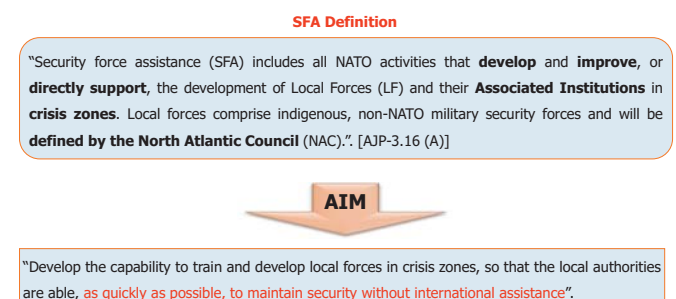 SFA Definition
“Security force assistance (SFA) includes all NATO activities that develop and improve, or
directly support, the development of Local Forces (LF) and their Associated Institutions in
crisis zones. Local forces comprise indigenous, non-NATO military security forces and will be
defined by the North Atlantic Council (NAC).”. [AJP-3.16 (A)]
AIM
“Develop the capability to train and develop local forces in crisis zones, so that the local authorities
are able, as quickly as possible, to maintain security without international assistance”.